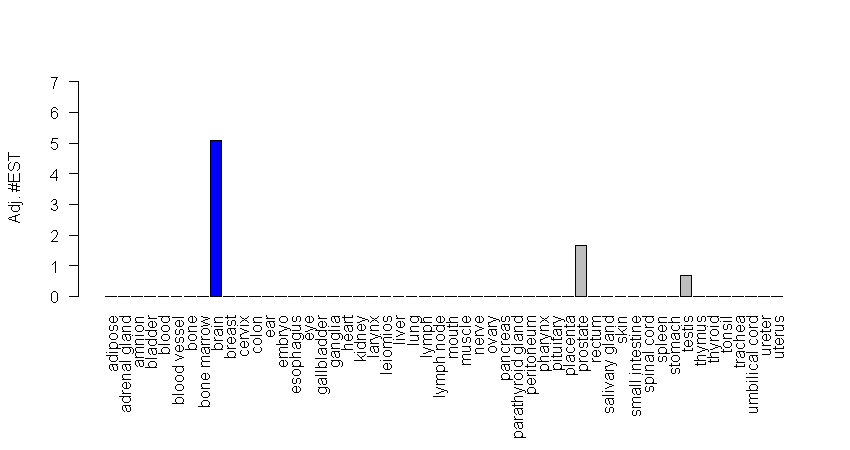 7
6
5
4
3
2
1
0
Adj. #EST
adipose
adrenal gland
amnion
bladder
blood
blood vessel
bone
bone marrow
brain
breast
cervix
colon
ear
embryo
esophagus
eye
gallbladder
ganglia
heart
kidney
larynx
leiomios
liver
lung
lymph
lymph node
mouth
muscle
nerve
ovary
pancreas
parathyroid gland
peritoneum
pharynx
pituitary
placenta
prostate
rectum
salivary gland
skin
small intestine
spinal cord
spleen
stomach
testis
thymus
thyroid
tonsil
trachea
umbilical cord
ureter
uterus